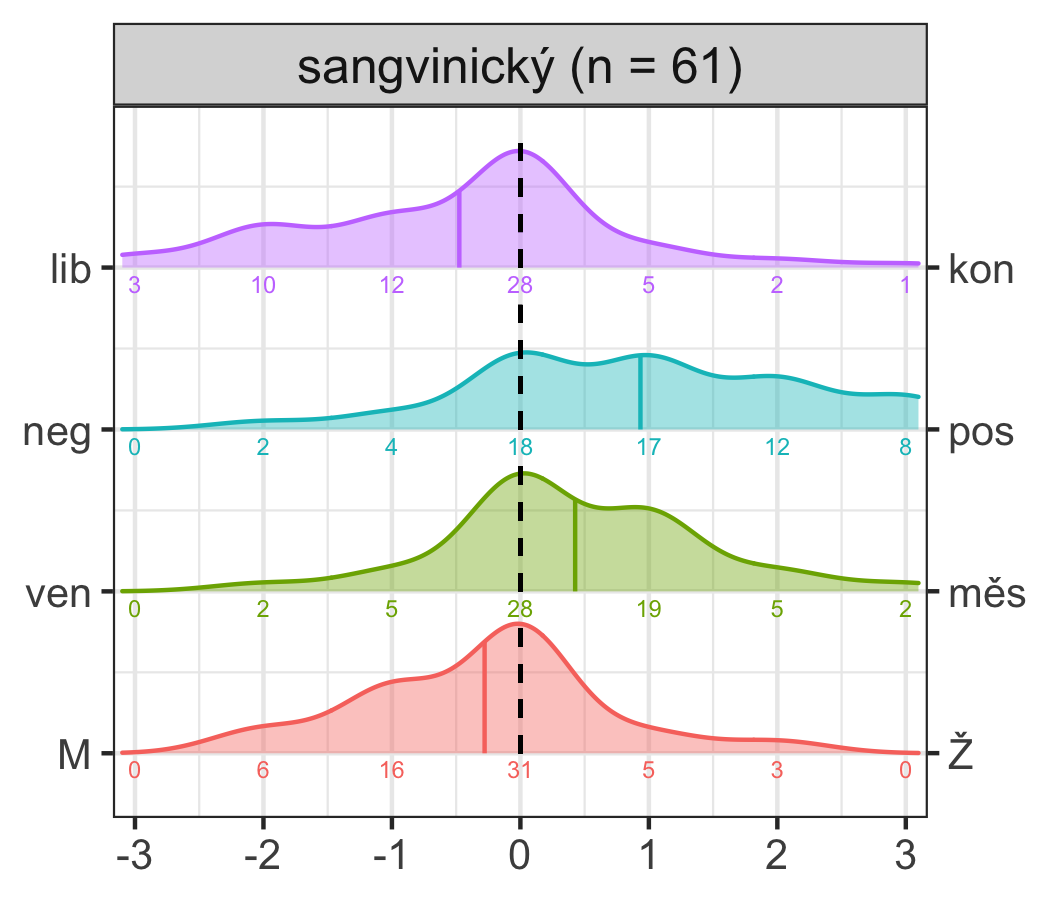 sangvinický (n = 61)
lib kon
3 10 12 28 5 2 1
neg pos
0 2 4 18 17 12 8
ven měs
0 2 5 28 19 5 2
M Ž
0 6 16 31 5 3 0
-3 -2 -1 0 1 2 3